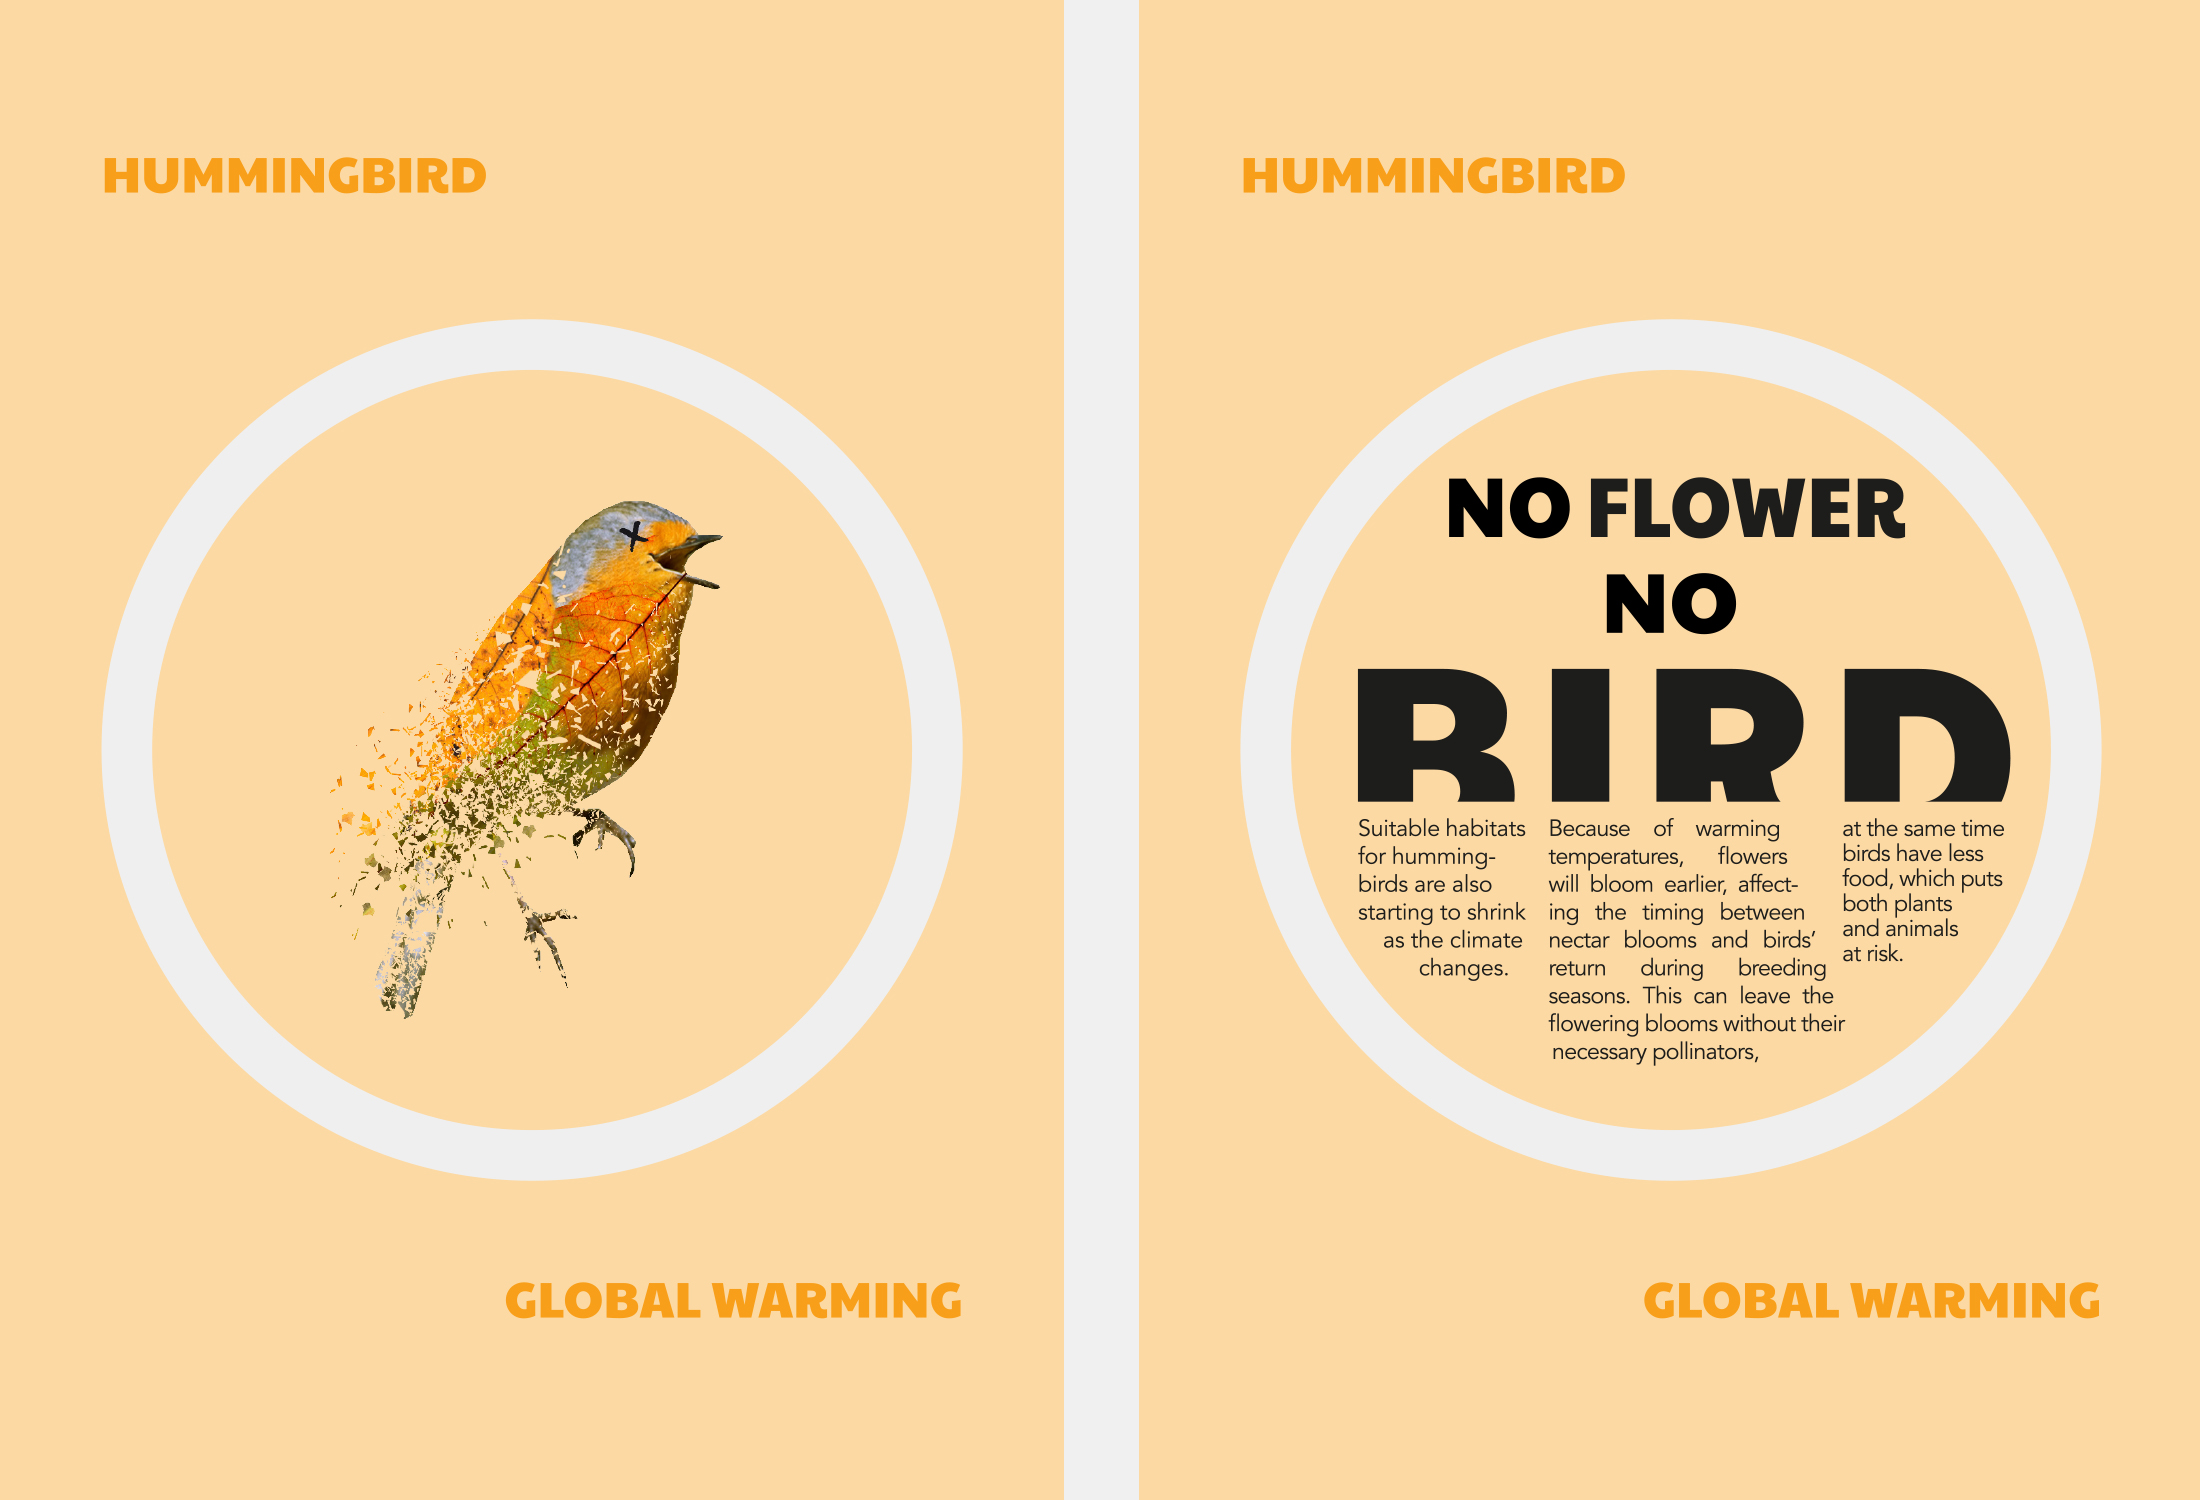 HUMMINGBIRD
GLOBAL WARMING
HUMMINGBIRD
NO FLOWER
NO
BIRD
Suitable habitats
for humming-
birds are also
starting to shrink
as the climate
changes.
Because of warming
temperatures, flowers
will bloom earlier, affect-
ing the timing between
nectar blooms and birds’
return during breeding
seasons. This can leave the
flowering blooms without their
necessary pollinators,
at the same time
birds have less
food, which puts
both plants
and animals
at risk.
GLOBAL WARMING